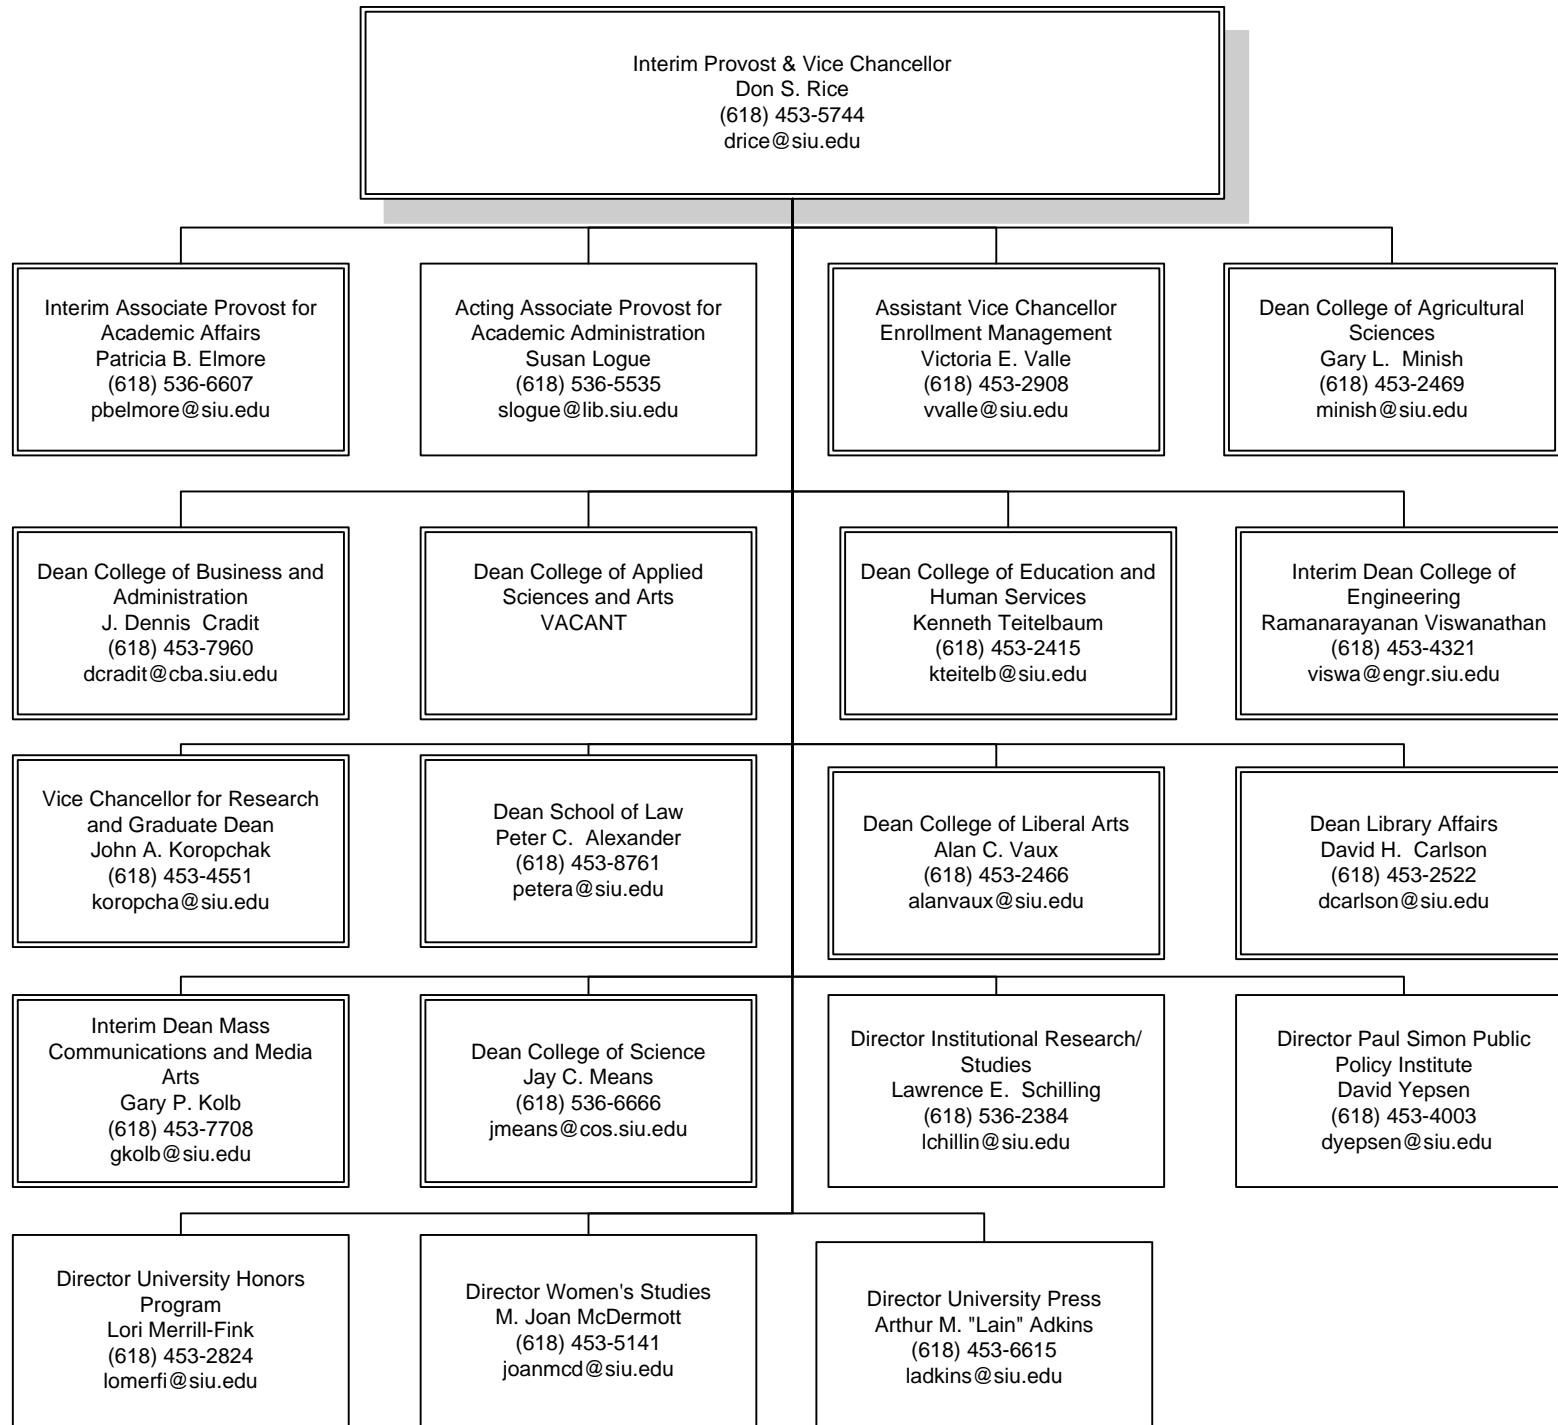 Interim Provost & Vice Chancellor
Don S. Rice
(618) 453-5744
drice@siu.edu
Interim Associate Provost for
Academic Affairs
Patricia B. Elmore
(618) 536-6607
pbelmore@siu.edu
Acting Associate Provost for
Academic Administration
Susan Logue
(618) 536-5535
slogue@lib.siu.edu
Assistant Vice Chancellor
Enrollment Management
Victoria E. Valle
(618) 453-2908
vvalle@siu.edu
Dean College of Agricultural
Sciences
Gary L. Minish
(618) 453-2469
minish@siu.edu
Dean College of Business and
Administration
J. Dennis Cradit
(618) 453-7960
dcradit@cba.siu.edu
Dean College of Applied
Sciences and Arts
VACANT
Dean College of Education and
Human Services
Kenneth Teitelbaum
(618) 453-2415
kteitelb@siu.edu
Interim Dean College of
Engineering
Ramanarayanan Viswanathan
(618) 453-4321
viswa@engr.siu.edu
Vice Chancellor for Research
and Graduate Dean
John A. Koropchak
(618) 453-4551
koropcha@siu.edu
Dean School of Law
Peter C. Alexander
(618) 453-8761
petera@siu.edu
Dean College of Liberal Arts
Alan C. Vaux
(618) 453-2466
alanvaux@siu.edu
Dean Library Affairs
David H. Carlson
(618) 453-2522
dcarlson@siu.edu
Interim Dean Mass
Communications and Media
Arts
Gary P. Kolb
(618) 453-7708
gkolb@siu.edu
Dean College of Science
Jay C. Means
(618) 536-6666
jmeans@cos.siu.edu
Director Institutional Research/
Studies
Lawrence E. Schilling
(618) 536-2384
lchillin@siu.edu
Director Paul Simon Public
Policy Institute
David Yepsen
(618) 453-4003
dyepsen@siu.edu
Director University Honors
Program
Lori Merrill-Fink
(618) 453-2824
lomerfi@siu.edu
Director Women's Studies
M. Joan McDermott
(618) 453-5141
joanmcd@siu.edu
Director University Press
Arthur M. "Lain" Adkins
(618) 453-6615
ladkins@siu.edu